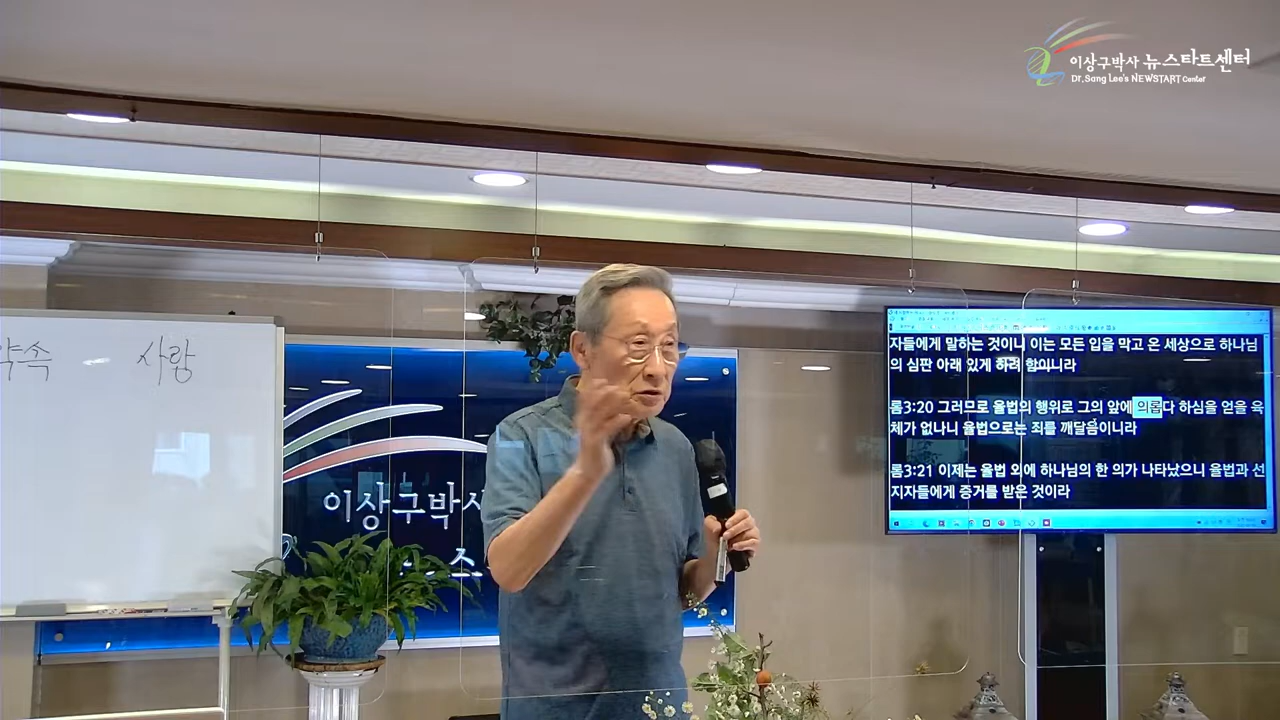 이상구박사 뉴스타트센터
Dr. Sang Lee's NEWSTART Center
약속 사랑
이상구박사
스
자들에게 말하는 것이니 이는 모든 입을 막고 온 세상으로 하나님
의 심판 아래 있게 하려 함이니라
롬3:20 그러므로 율법의 행위로 그의 앞에 의롭다 하심을 얻을 육
체가 없나니 율법으로는 죄를 깨달음이니라
롬3:21 이제는 율법 외에 하나님의 한 의가 나타났으니 율법과 선
지자들에게 증거를 받은 것이라